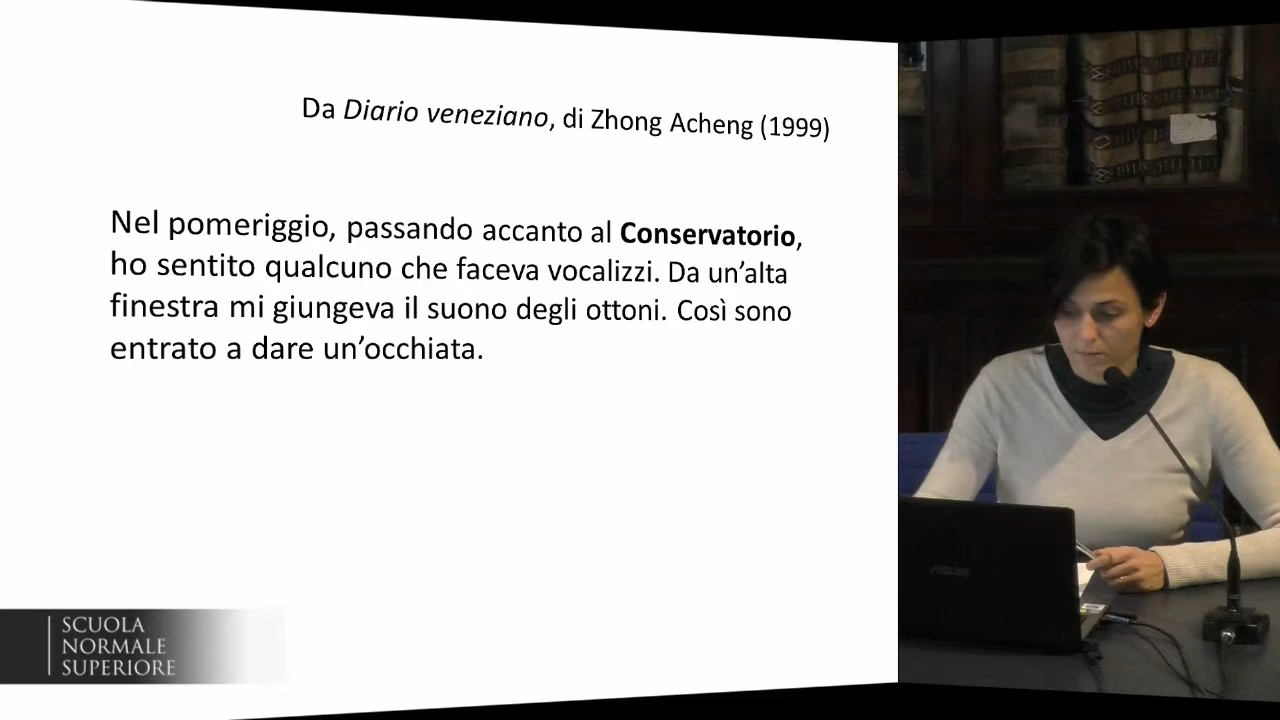 Da Diario veneziano, di Zhong Acheng (1999)
Nel pomeriggio, passando accanto al Conservatorio,
ho sentito qualcuno che faceva vocalizzi. Da un’alta
finestra mi giungeva il suono degli ottoni. Così sono
entrato a dare un’occhiata.
SCUOLA
NORMALE
SUPERIORE
ASUS